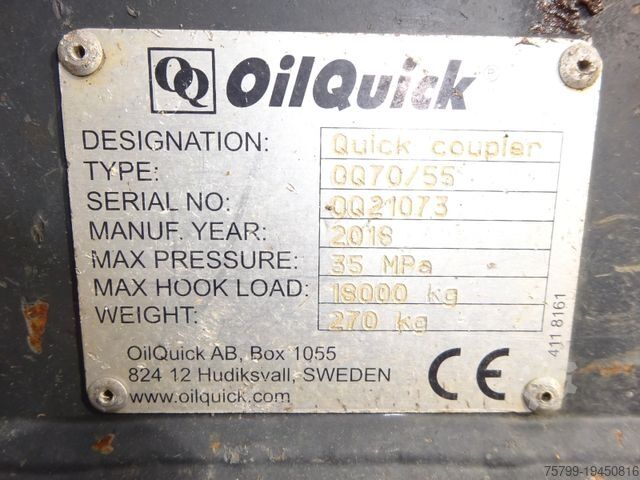 OQ OilQuick®
DESIGNATION: Quick coupler
TYPE: OQ70/55
SERIAL NO: OQ21073
MANUF. YEAR: 2018
MAX PRESSURE: 35 MPa
MAX HOOK LOAD: 18000 kg
WEIGHT: 270 kg
OilQuick AB, Box 1055
824 12 Hudiksvall, SWEDEN
www.oilquick.com
CE
411 8161
75799-19450816